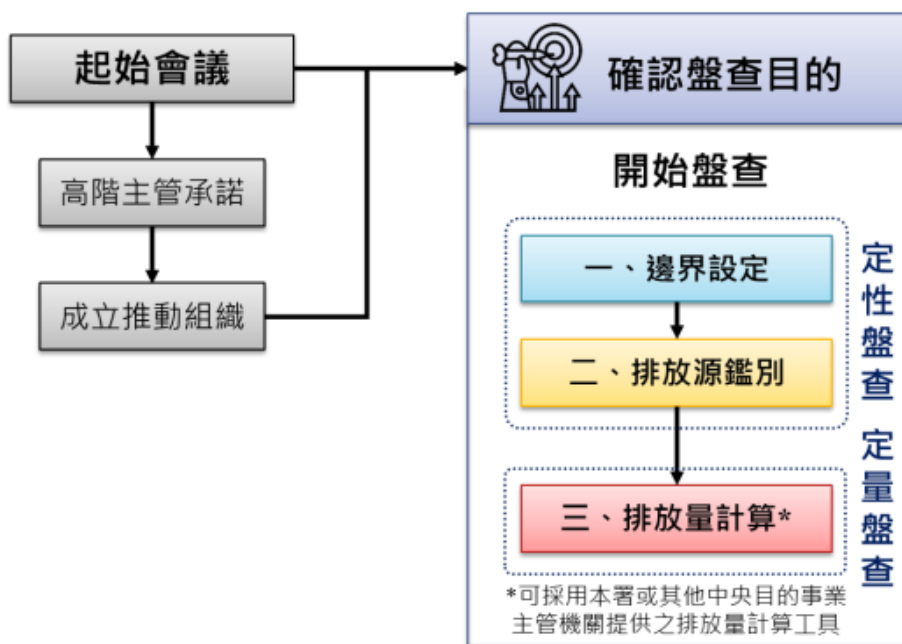 起始會議
高階主管承諾
成立推動組織
確認盤查目的
開始盤查
一、邊界設定
二、排放源鑑別
定性盤查
三、排放量計算*
定量盤查
*可採用本署或其他中央目的事業
主管機關提供之排放量計算工具